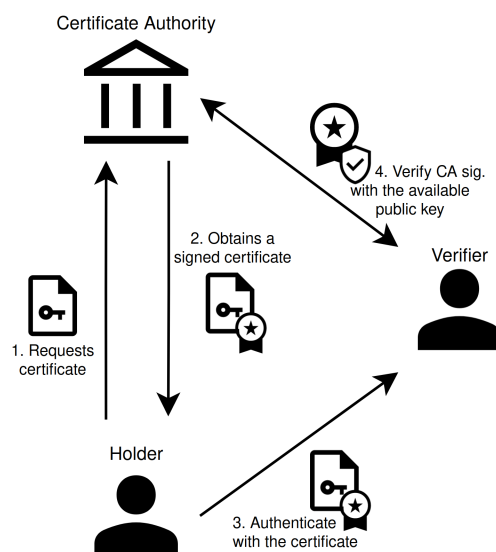 Certificate Authority
4. Verify CA sig.
with the available
public key
2. Obtains a
signed certificate
Verifier
1. Requests
certificate
Holder
3. Authenticate
with the certificate